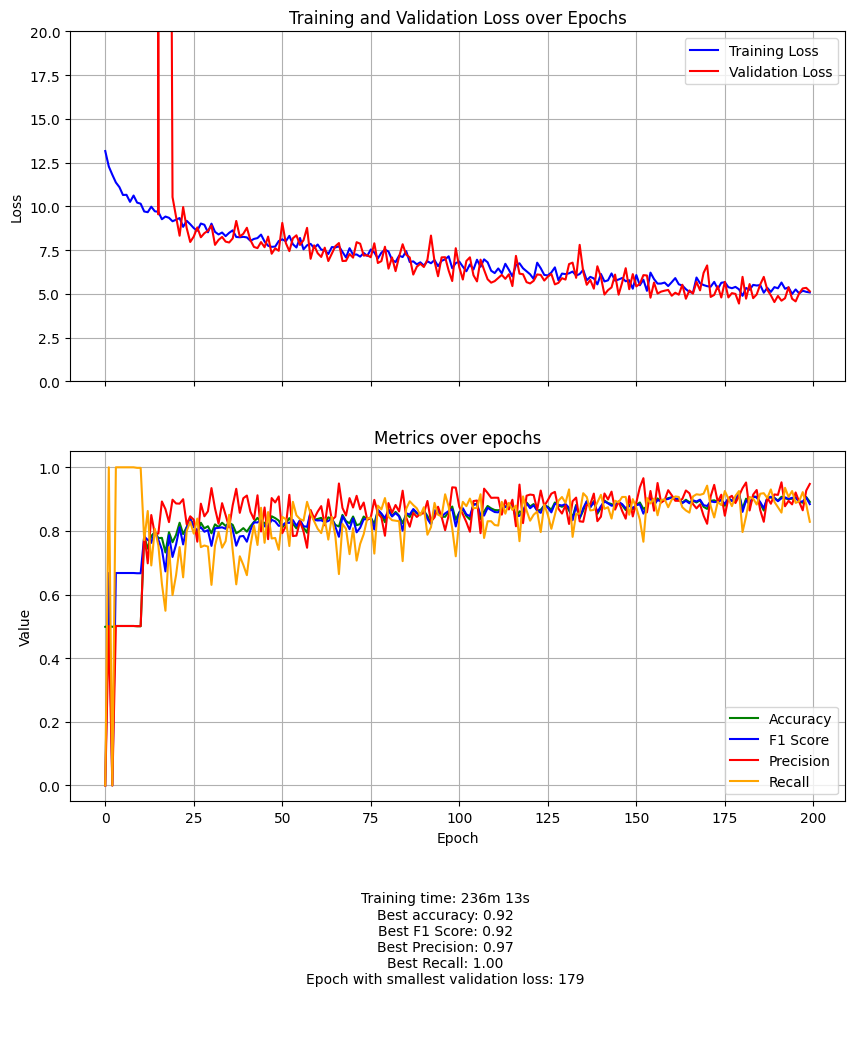 Training and Validation Loss over Epochs
20.0
17.5
15.0
12.5
10.0
7.5
5.0
2.5
0.0
Loss
Training Loss
Validation Loss
Metrics over epochs
1.0
0.8
0.6
0.4
0.2
0.0
Value
Accuracy
F1 Score
Precision
Recall
0 25 50 75 100 125 150 175 200
Epoch
Training time: 236m 13s
Best accuracy: 0.92
Best F1 Score: 0.92
Best Precision: 0.97
Best Recall: 1.00
Epoch with smallest validation loss: 179